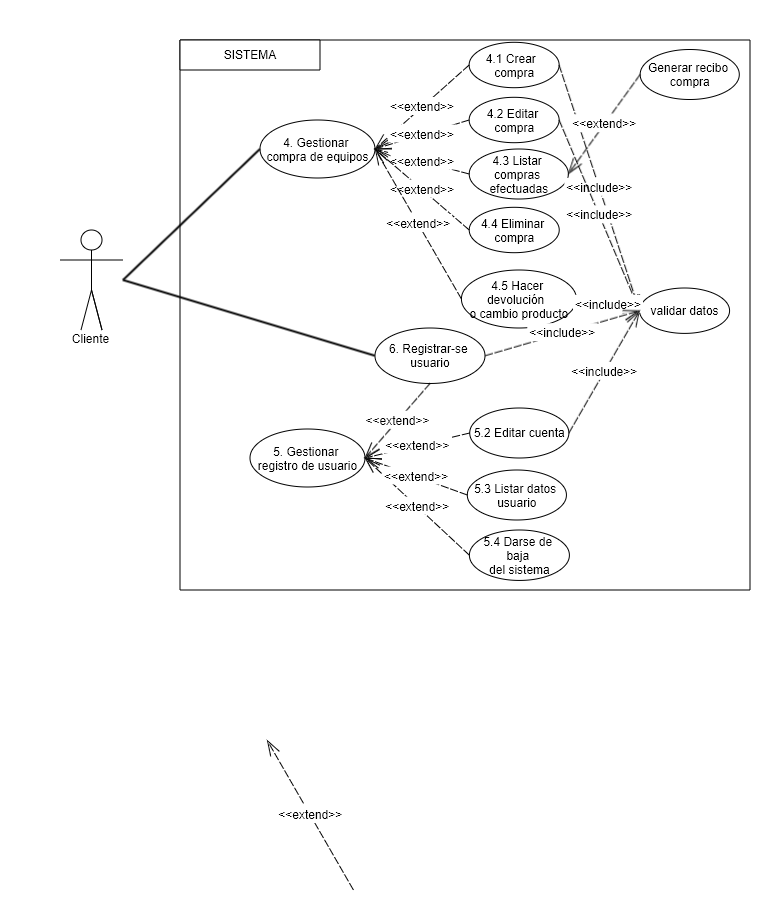 SISTEMA
4.1 Crear
compra
Generar recibo
compra
<<extend>>
4.2 Editar
compra
<<extend>>
<<extend>>
4. Gestionar
compra de equipos
<<extend>>
4.3 Listar
compras
efectuadas
<<include>>
<<extend>>
<<include>>
<<extend>>
4.4 Eliminar
compra
4.5 Hacer
devolución
o cambio producto
<<include>>
validar datos
<<include>>
Cliente
6. Registrar-se
usuario
<<include>>
<<extend>>
5.2 Editar cuenta
<<extend>>
5. Gestionar
registro de usuario
<<extend>>
5.3 Listar datos
usuario
<<extend>>
5.4 Darse de
baja
del sistema
<<extend>>